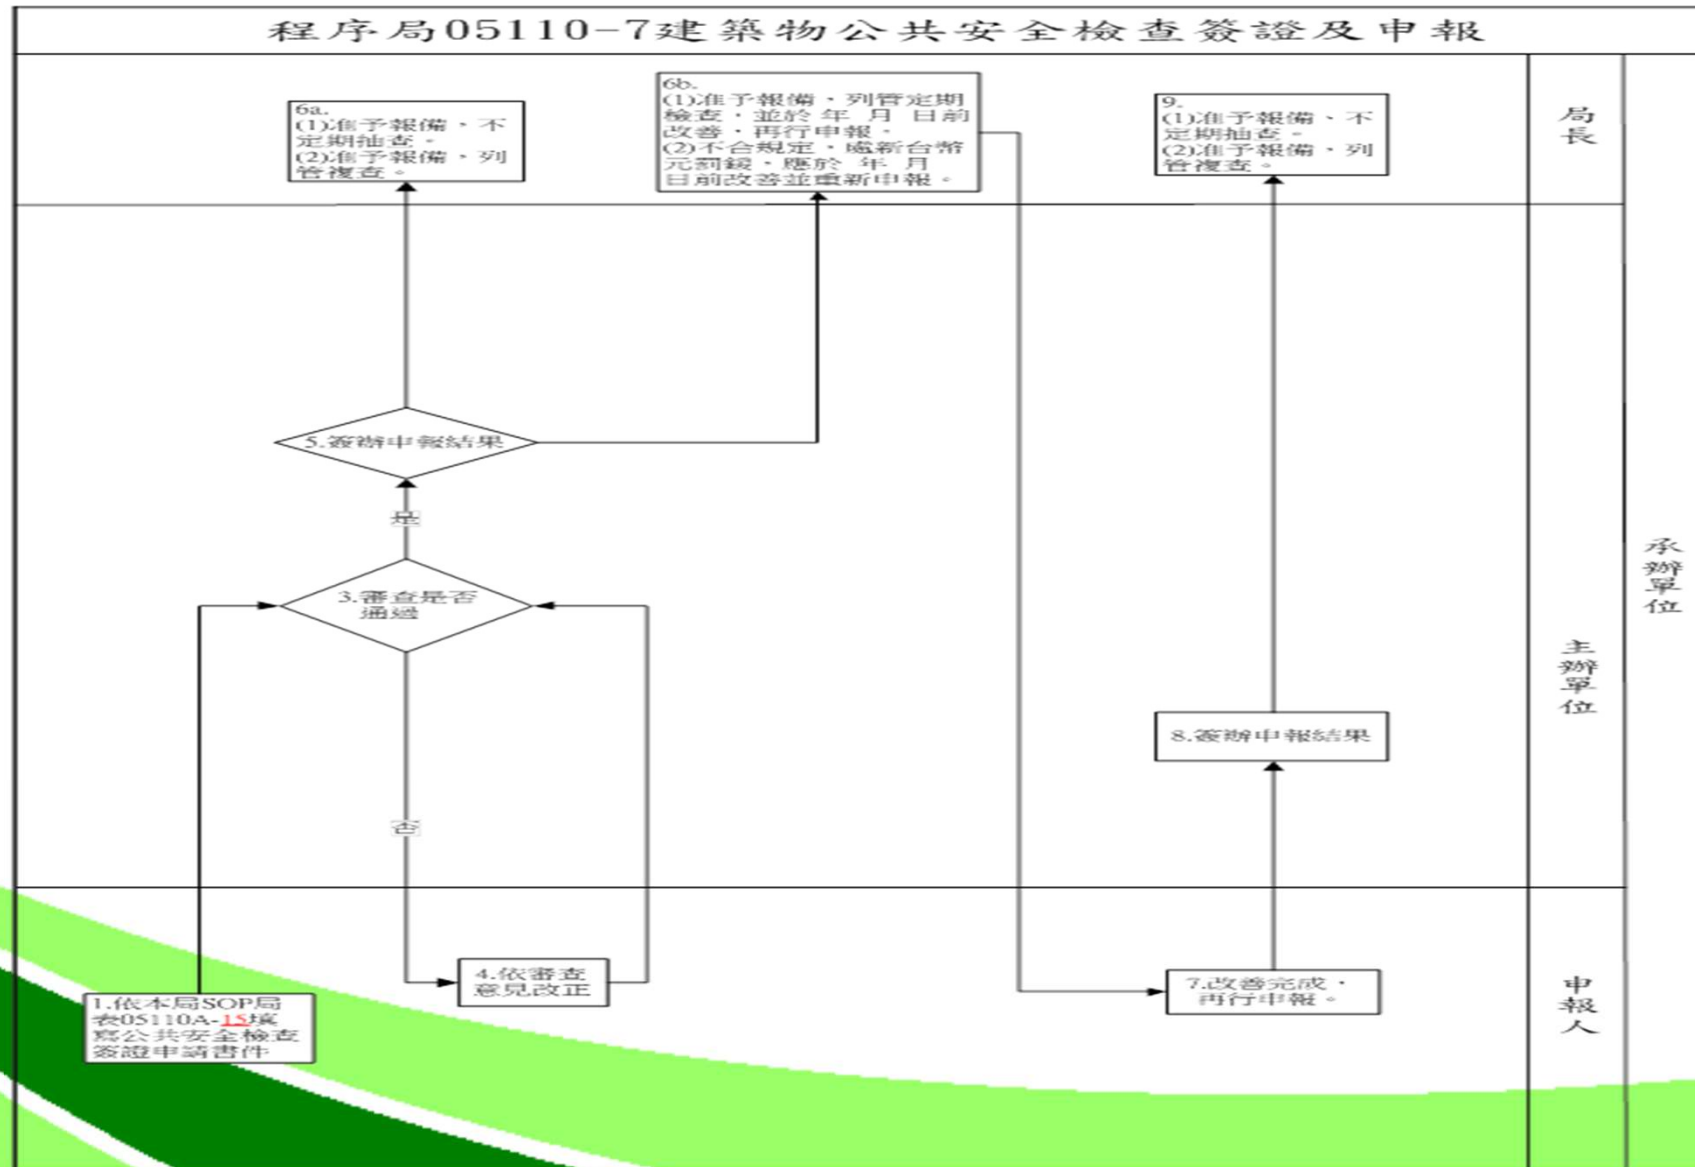 程序局05110-7建築物公共安全檢查簽證及申報
6a.
(1)准予報備、不
定期抽查。
(2)准予報備、列
管複查。
6b.
(1)准予報備、列管定期
檢查,並於 年 月 日前
改善,再行申報。
(2)不合規定,處新台幣
元罰鍰,應於 年 月
日前改善並重新申報。
9.
(1)准予報備、不
定期抽查。
(2)准予報備、列
管複查。
局長
5.簽辦申報結果
是
3.審查是否
通過
否
8.簽辦申報結果
主辦單位
承辦單位
1.依本局SOP局
表05110A-15填
寫公共安全檢查
簽證申請書件
4.依審查
意見改正
7.改善完成,
再行申報。
申報人